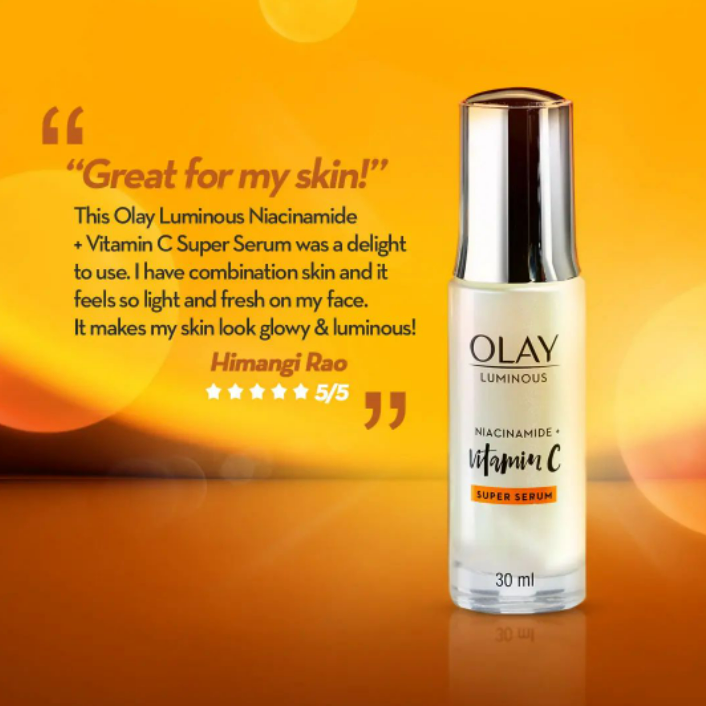 “
“Great for my skin!”
This Olay Luminous Niacinamide
+ Vitamin C Super Serum was a delight
to use. I have combination skin and it
feels so light and fresh on my face.
It makes my skin look glowy & luminous!
Himangi Rao
★★★★★ 5/5
”
OLAY
LUMINOUS
NIACINAMIDE +
vitamin C
SUPER SERUM
30 ml